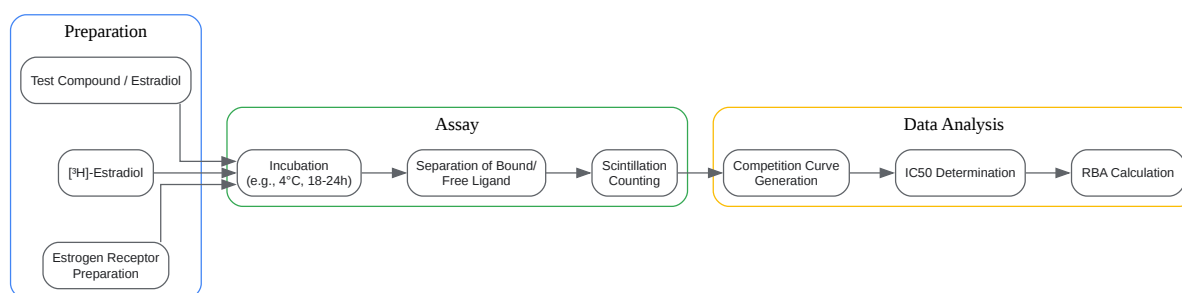 Preparation
Test Compound / Estradiol
[³H]-Estradiol
Estrogen Receptor
Preparation
Assay
Incubation
(e.g., 4°C, 18-24h)
Separation of Bound/
Free Ligand
Scintillation
Counting
Data Analysis
Competition Curve
Generation
IC50 Determination
RBA Calculation